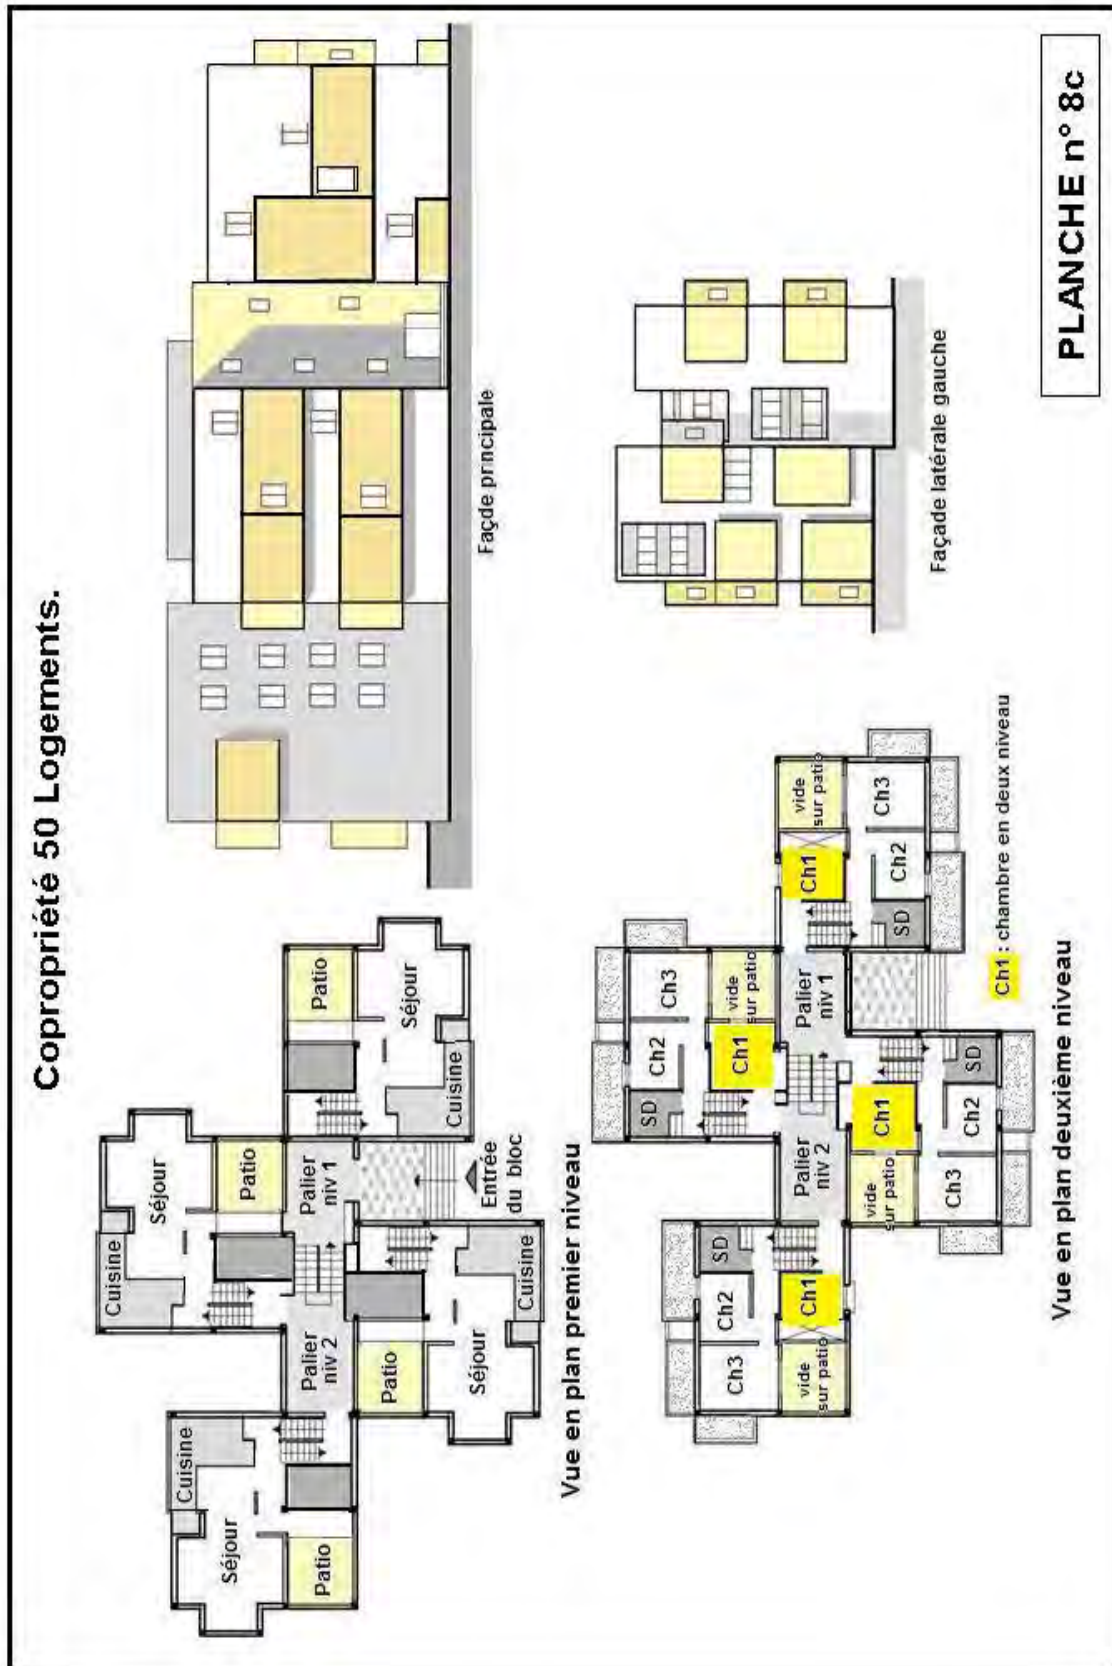 Copropriété 50 Logements.
Façde principale
Façade latérale gauche
PLANCHE n° 8c
Cuisine
Séjour
Patio
Palier
niv 2
Cuisine
Séjour
Patio
Palier
niv 1
Patio
Séjour
Cuisine
Patio
Séjour
Cuisine
Entrée
du bloc
Vue en plan premier niveau
SD
Ch2
Ch3
Ch1
vide
sur patio
Palier
niv 2
SD
Ch2
Ch3
Ch1
vide
sur patio
Palier
niv 1
vide
sur patio
Ch1
Ch3
Ch2
SD
Ch1
vide
sur patio
SD
Ch2
Ch3
Ch1 : chambre en deux niveau
Vue en plan deuxième niveau